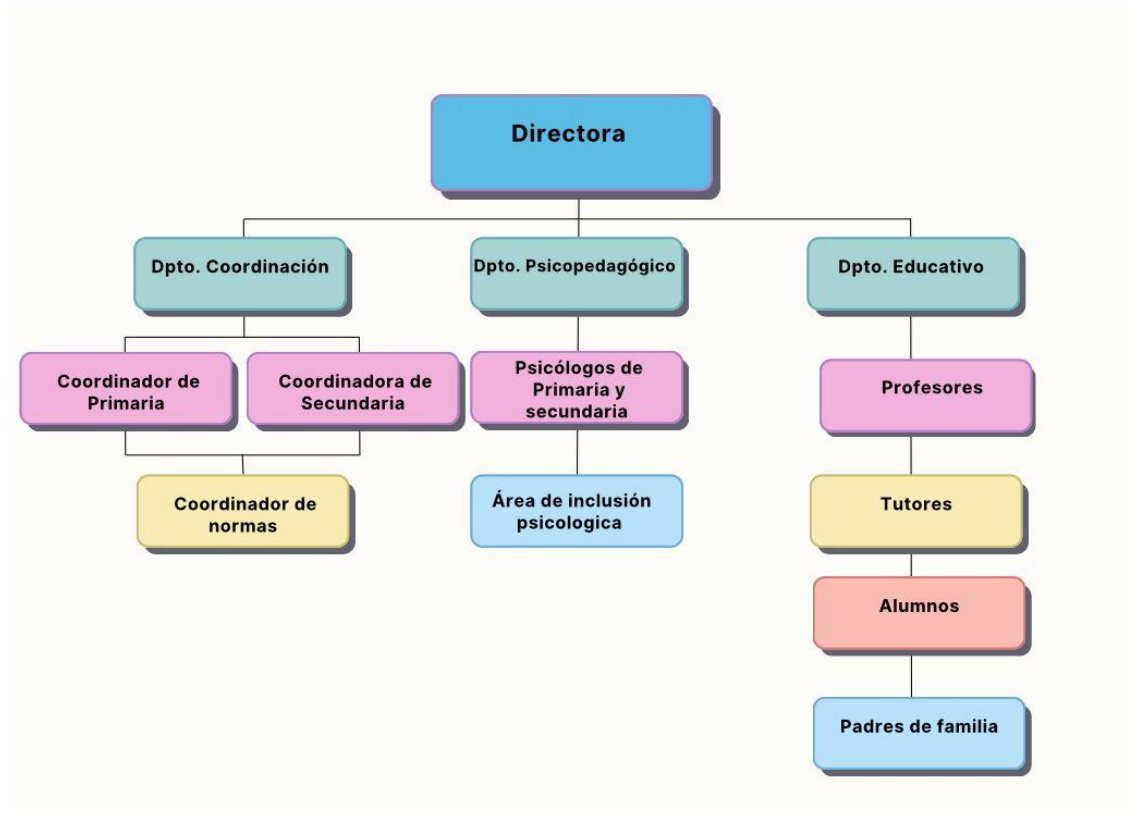 Directora
Dpto. Coordinación
Dpto. Psicopedagógico
Dpto. Educativo
Coordinador de
Primaria
Coordinadora de
Secundaria
Psicólogos de
Primaria y
secundaria
Profesores
Coordinador de
normas
Área de inclusión
psicologica
Tutores
Alumnos
Padres de familia